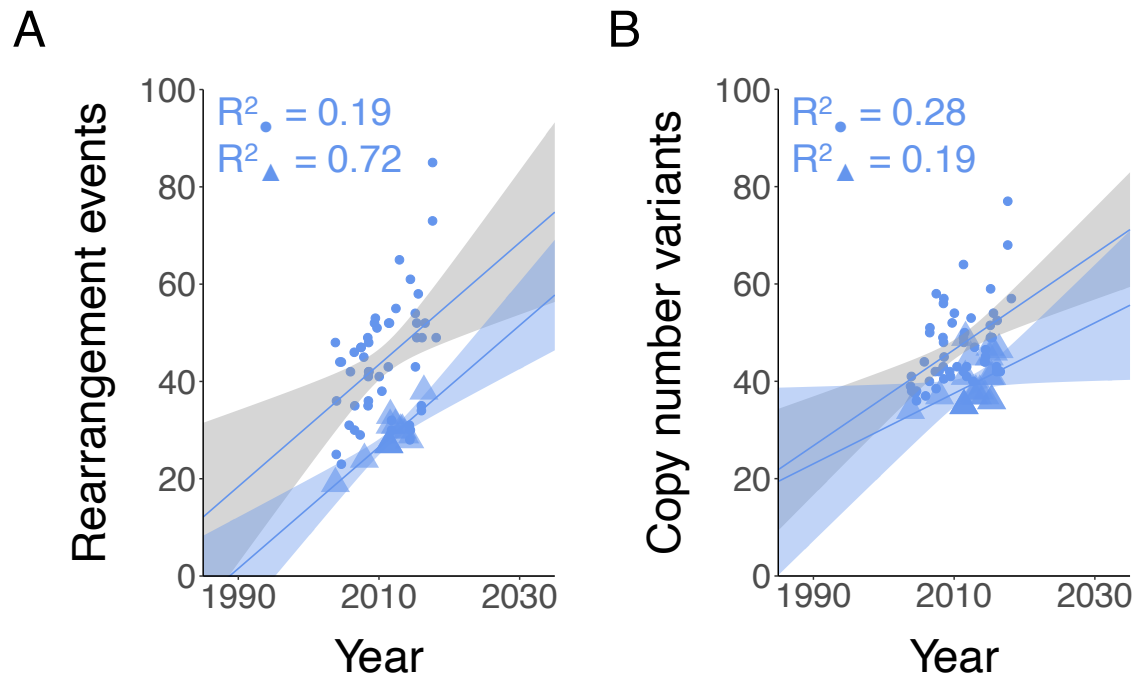 A
Rearrangement events
100
80
60
40
20
0
R² ● = 0.19
R² ▲ = 0.72
1990 2010 2030
Year
B
Copy number variants
100
80
60
40
20
0
R² ● = 0.28
R² ▲ = 0.19
1990 2010 2030
Year